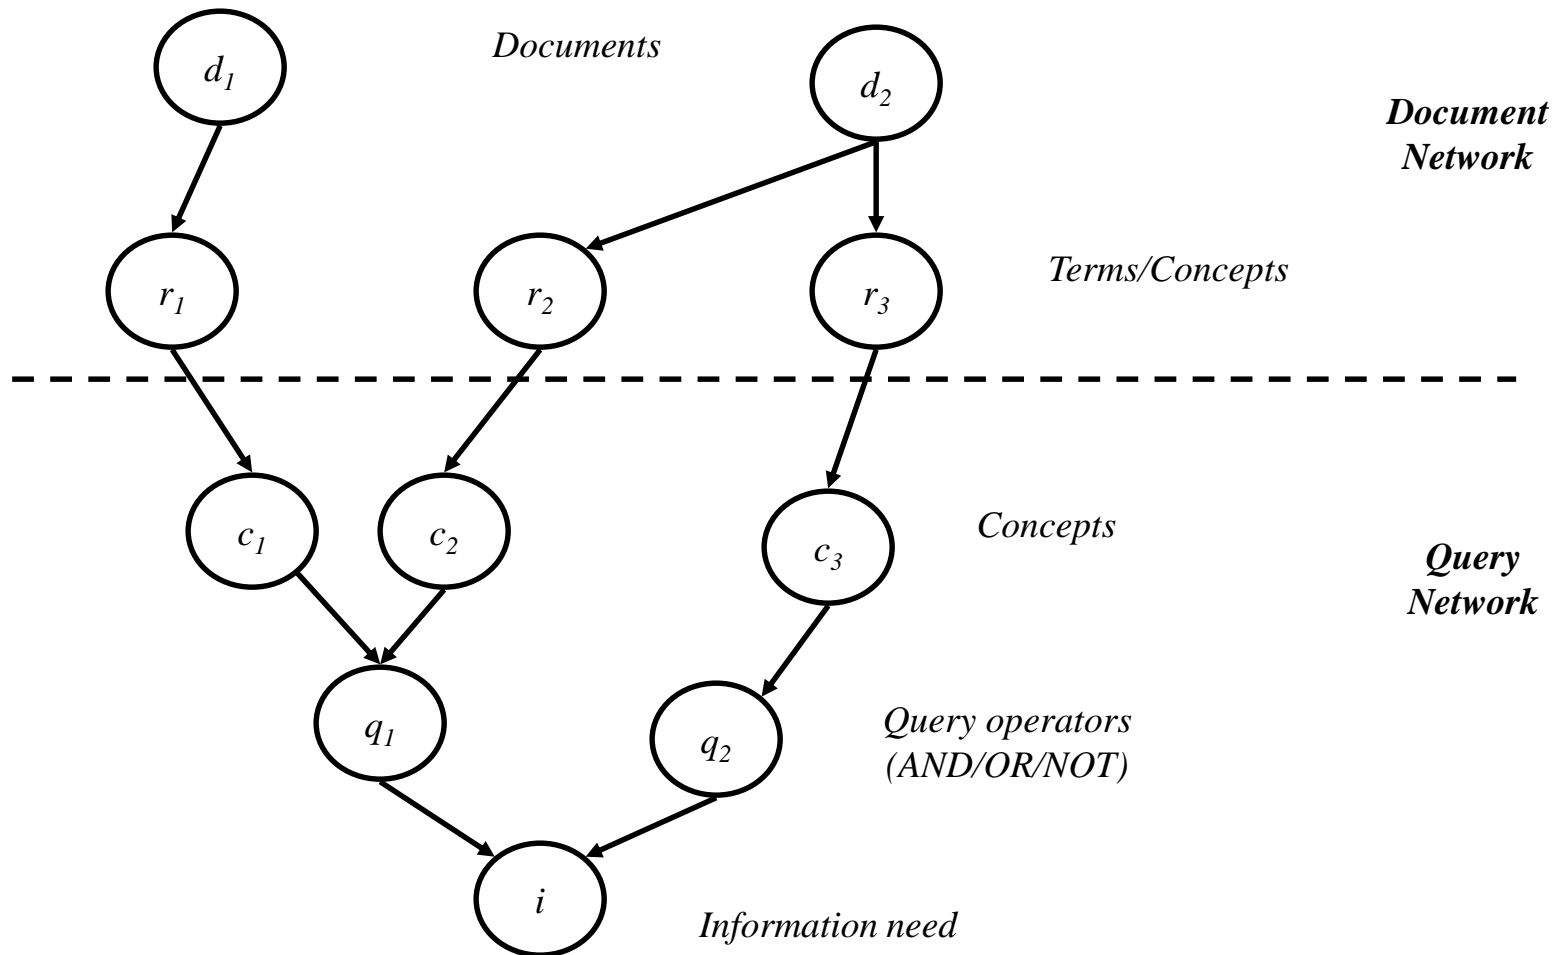 d1
Documents
d2
Document
Network
r1
r2
r3
Terms/Concepts
c1
c2
c3
Concepts
Query
Network
q1
q2
Query operators
(AND/OR/NOT)
i
Information need